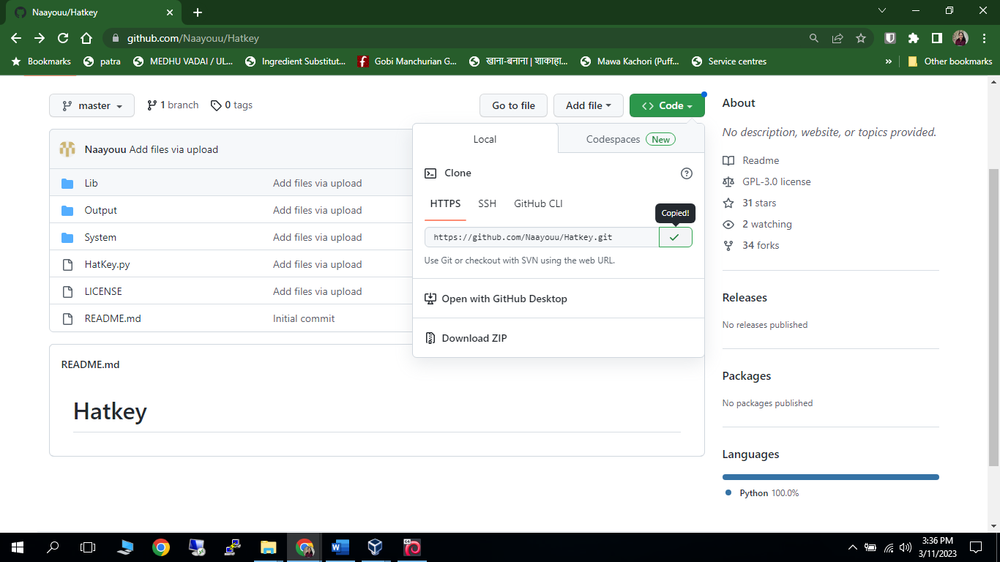 Naayouu/Hatkey
github.com/Naayouu/Hatkey
Bookmarks patra MEDHU VADAI / UL... Ingredient Substitut... Gobi Manchurian G... खाना-बनाना | शाकाहा... Mawa Kachori (Puff... Service centres » Other bookmarks
master 1 branch 0 tags Go to file Add file Code
Local Codespaces New
Clone
HTTPS SSH GitHub CLI
Copied!
https://github.com/Naayouu/Hatkey.git
Use Git or checkout with SVN using the web URL.
Open with GitHub Desktop
Download ZIP
Naayouu Add files via upload
Lib Add files via upload
Output Add files via upload
System Add files via upload
HatKey.py Add files via upload
LICENSE Add files via upload
README.md Initial commit
README.md
Hatkey
About
No description, website, or topics provided.
Readme
GPL-3.0 license
31 stars
2 watching
34 forks
Releases
No releases published
Packages
No packages published
Languages
Python 100.0%
64
3:36 PM
3/11/2023